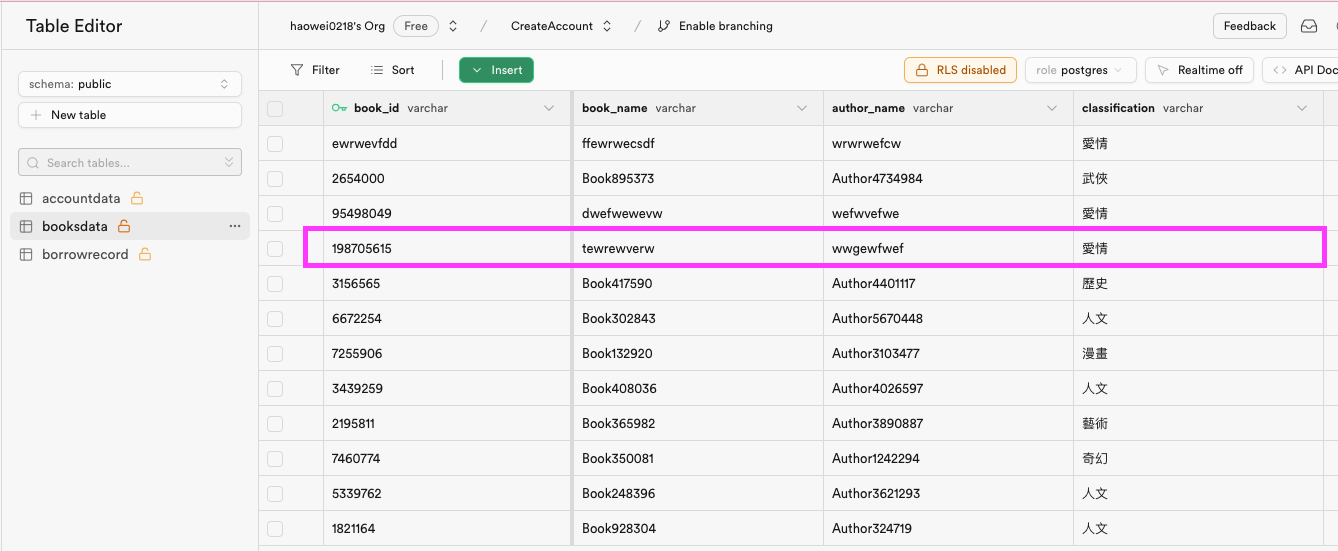 Table Editor
haowei0218's Org Free / CreateAccount / Enable branching Feedback
schema: public
New table
Search tables...
accountdata
booksdata
borrowrecord
Filter Sort Insert RLS disabled role postgres Realtime off API Doc
book_id varchar book_name varchar author_name varchar classification varchar
ewrwevfdd ffewrwecsdf wrwrwefcw 愛情
2654000 Book895373 Author4734984 武俠
95498049 dwefwewevw wefwvefwe 愛情
198705615 tewrewverw wwgewfwef 愛情
3156565 Book417590 Author4401117 歷史
6672254 Book302843 Author5670448 人文
7255906 Book132920 Author3103477 漫畫
3439259 Book408036 Author4026597 人文
2195811 Book365982 Author3890887 藝術
7460774 Book350081 Author1242294 奇幻
5339762 Book248396 Author3621293 人文
1821164 Book928304 Author324719 人文